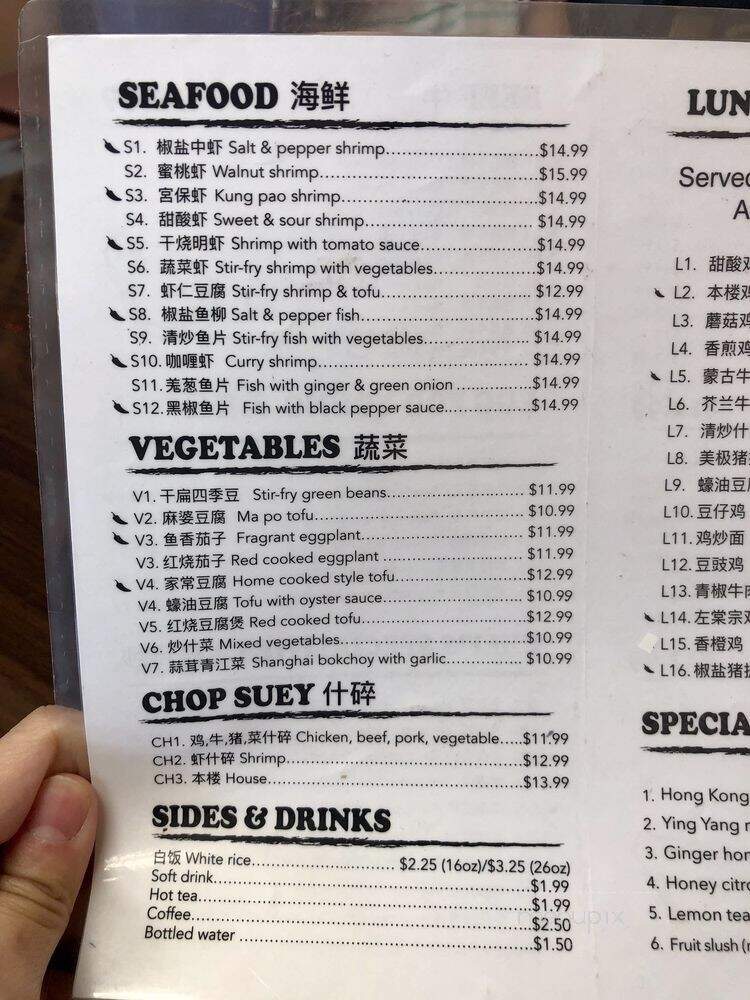 SEAFOOD 海鲜
S1. 椒盐中虾 Salt & pepper shrimp.....$14.99
S2. 蜜桃虾 Walnut shrimp.....$15.99
S3. 宮保虾 Kung pao shrimp.....$14.99
S4. 甜酸虾 Sweet & sour shrimp.....$14.99
S5. 干烧明虾 Shrimp with tomato sauce.....$14.99
S6. 蔬菜虾 Stir-fry shrimp with vegetables.....$14.99
S7. 虾仁豆腐 Stir-fry shrimp & tofu.....$12.99
S8. 椒盐鱼柳 Salt & pepper fish.....$14.99
S9. 清炒鱼片 Stir-fry fish with vegetables.....$14.99
S10. 咖喱虾 Curry shrimp.....$14.99
S11. 羗葱鱼片 Fish with ginger & green onion.....$14.99
S12. 黑椒鱼片 Fish with black pepper sauce.....$14.99
VEGETABLES 蔬菜
V1. 干扁四季豆 Stir-fry green beans.....$11.99
V2. 麻婆豆腐 Ma po tofu.....$10.99
V3. 鱼香茄子 Fragrant eggplant.....$11.99
V3. 红烧茄子 Red cooked eggplant.....$11.99
V4. 家常豆腐 Home cooked style tofu.....$12.99
V4. 蠔油豆腐 Tofu with oyster sauce.....$10.99
V5. 红烧豆腐煲 Red cooked tofu.....$12.99
V6. 炒什菜 Mixed vegetables.....$10.99
V7. 蒜茸青江菜 Shanghai bokchoy with garlic.....$10.99
CHOP SUEY 什碎
CH1. 鸡,牛,猪,菜什碎 Chicken, beef, pork, vegetable.....$11.99
CH2. 虾什碎 Shrimp.....$12.99
CH3. 本楼 House.....$13.99
SIDES & DRINKS
白饭 White rice.....$2.25 (16oz)/$3.25 (26oz)
Soft drink.....$1.99
Hot tea.....$1.99
Coffee.....$2.50
Bottled water.....$1.50
LUN
Served
A
L1. 甜酸鸡
L2. 本楼鸡
L3. 蘑菇鸡
L4. 香煎鸡
L5. 蒙古牛
L6. 芥兰牛
L7. 清炒什
L8. 美极猪
L9. 蠔油豆
L10. 豆仔鸡
L11. 鸡炒面
L12. 豆豉鸡
L13. 青椒牛肉
L14. 左棠宗鸡
L15. 香橙鸡
L16. 椒盐猪
SPECIA
1. Hong Kong
2. Ying Yang
3. Ginger hon
4. Honey citro
5. Lemon tea
6. Fruit slush